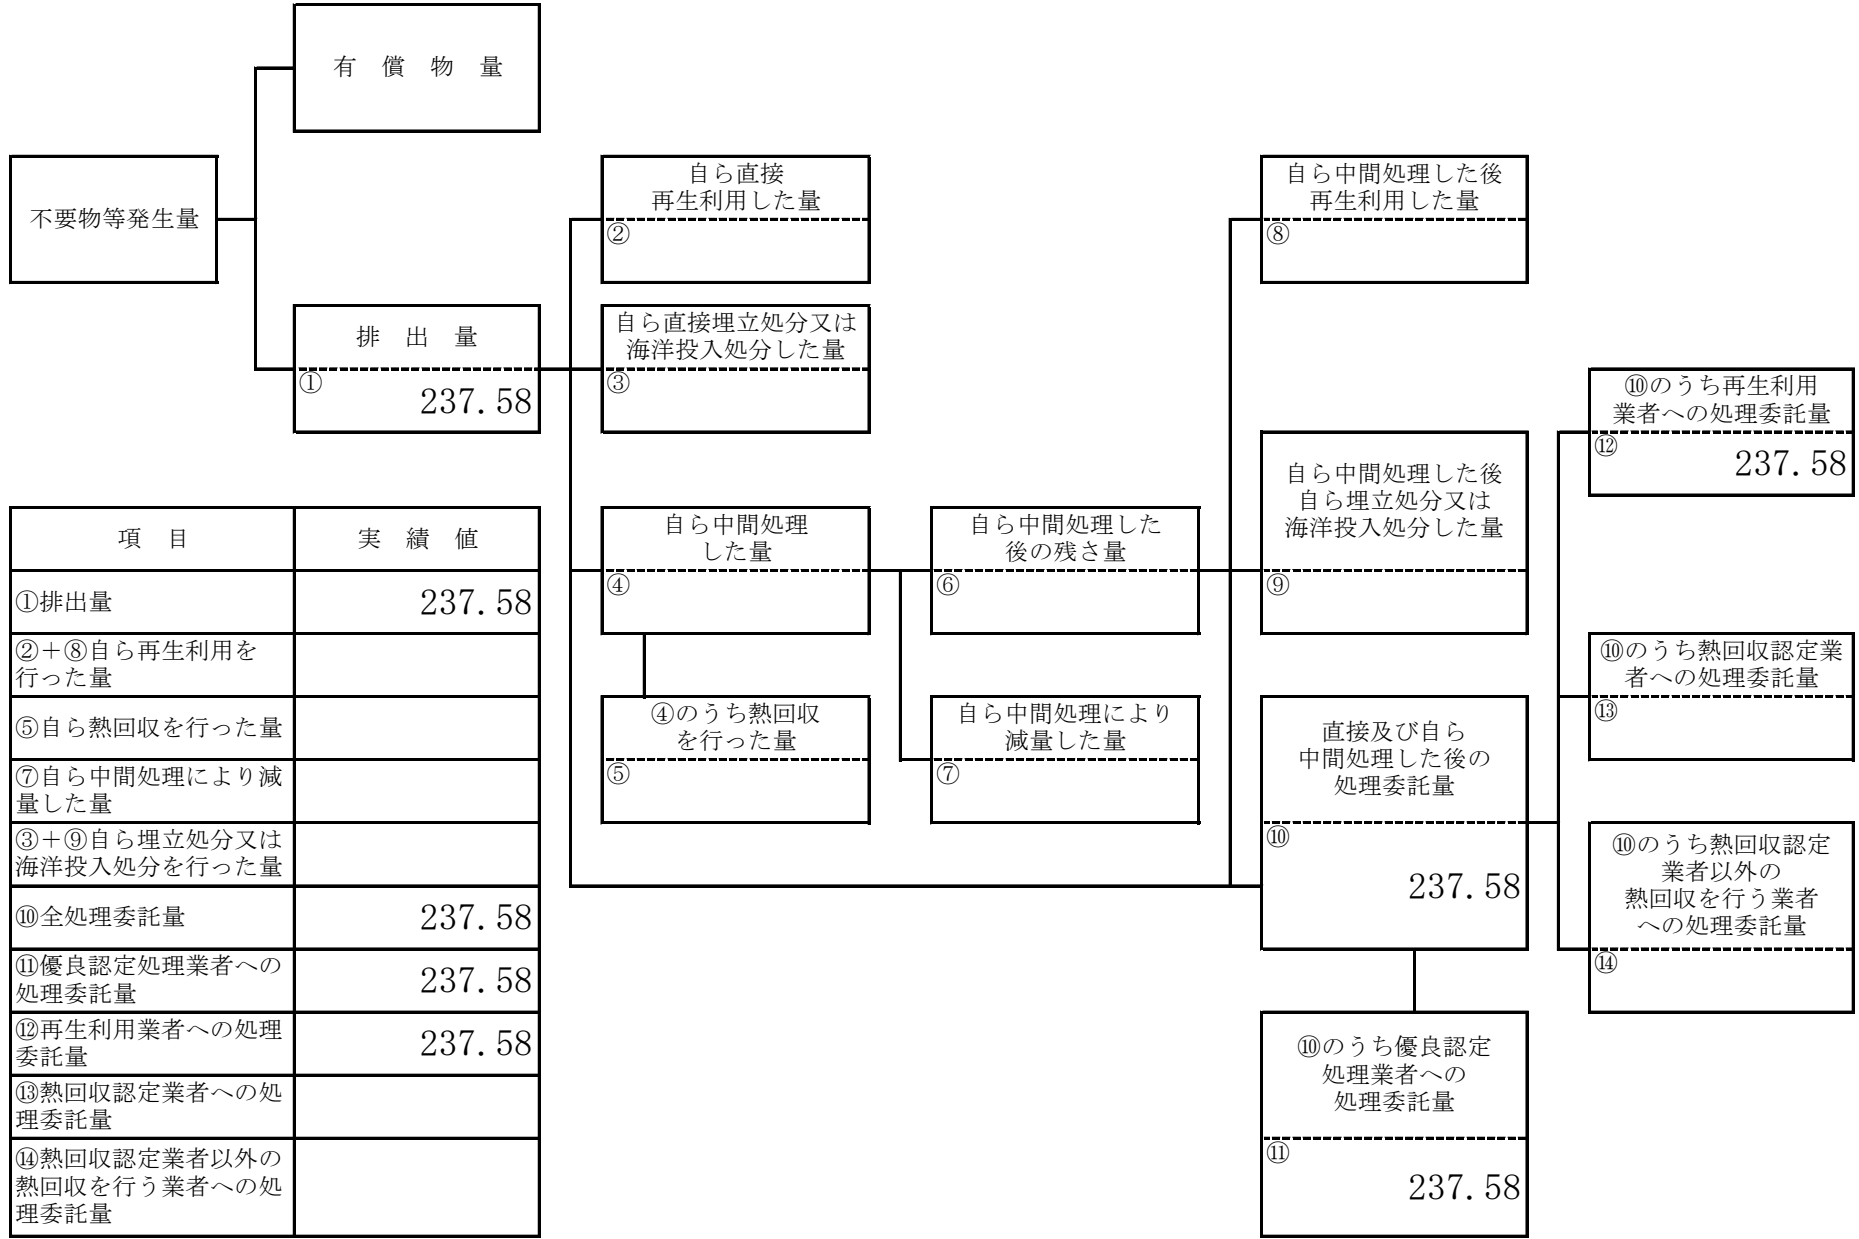 有　償　物　量
不要物等発生量
排　出　量
①
237.58
自ら直接
再生利用した量
②
自ら直接埋立処分又は
海洋投入処分した量
③
自ら中間処理
した量
④
④のうち熱回収
を行った量
⑤
自ら中間処理した
後の残さ量
⑥
自ら中間処理により
減量した量
⑦
自ら中間処理した後
再生利用した量
⑧
自ら中間処理した後
自ら埋立処分又は
海洋投入処分した量
⑨
直接及び自ら
中間処理した後の
処理委託量
⑩
237.58
⑩のうち優良認定
処理業者への
処理委託量
⑪
237.58
⑩のうち再生利用
業者への処理委託量
⑫
237.58
⑩のうち熱回収認定業
者への処理委託量
⑬
⑩のうち熱回収認定
業者以外の
熱回収を行う業者
への処理委託量
⑭
項　目　実　績　値
①排出量　237.58
②＋⑧自ら再生利用を
行った量
⑤自ら熱回収を行った量
⑦自ら中間処理により減
量した量
③＋⑨自ら埋立処分又は
海洋投入処分を行った量
⑩全処理委託量　237.58
⑪優良認定処理業者への
処理委託量
237.58
⑫再生利用業者への処理
委託量
237.58
⑬熱回収認定業者への処
理委託量
⑭熱回収認定業者以外の
熱回収を行う業者への処
理委託量